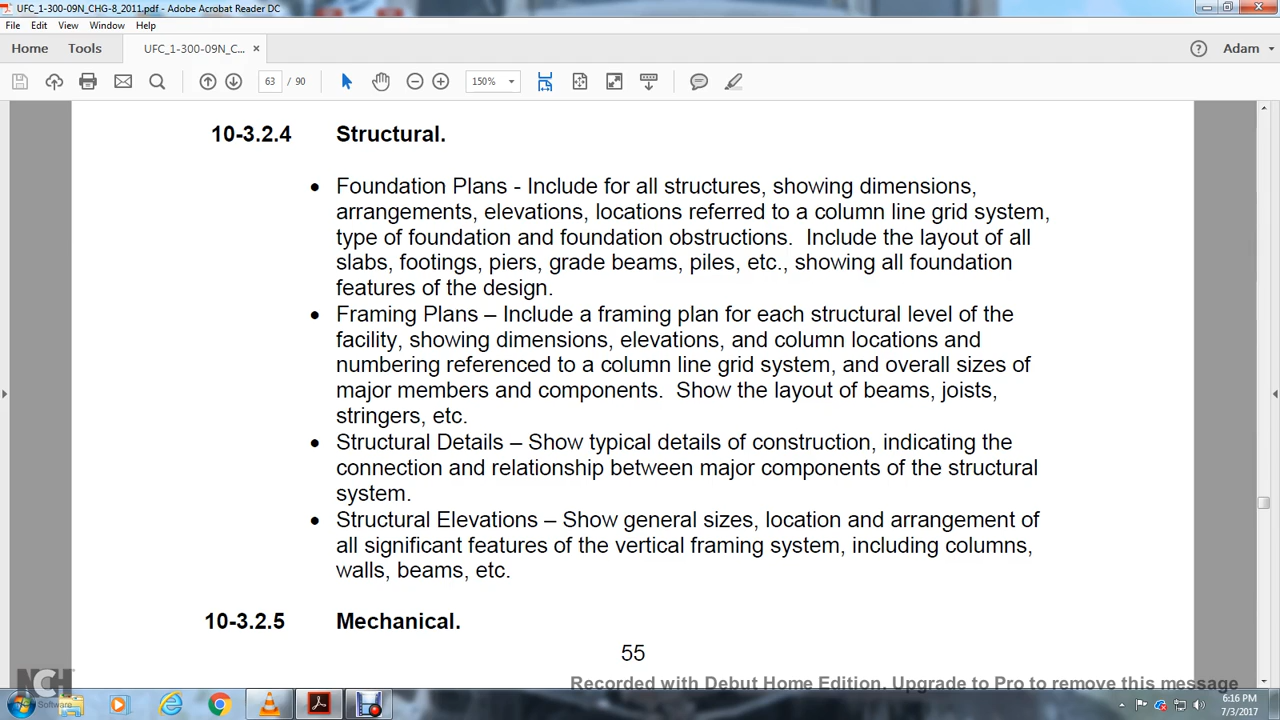 UFC_1-300-09N_CHG-8_2011.pdf - Adobe Acrobat Reader DC
File Edit View Window Help
Home Tools UFC_1-300-09N_C... × Adam
63 / 90 150%
10-3.2.4 Structural.
• Foundation Plans - Include for all structures, showing dimensions,
arrangements, elevations, locations referred to a column line grid system,
type of foundation and foundation obstructions. Include the layout of all
slabs, footings, piers, grade beams, piles, etc., showing all foundation
features of the design.
• Framing Plans – Include a framing plan for each structural level of the
facility, showing dimensions, elevations, and column locations and
numbering referenced to a column line grid system, and overall sizes of
major members and components. Show the layout of beams, joists,
stringers, etc.
• Structural Details – Show typical details of construction, indicating the
connection and relationship between major components of the structural
system.
• Structural Elevations – Show general sizes, location and arrangement of
all significant features of the vertical framing system, including columns,
walls, beams, etc.
10-3.2.5 Mechanical.
55
Recorded with Debut Home Edition. Upgrade to Pro to remove this message
NCH
Software
6:16 PM
7/3/2017